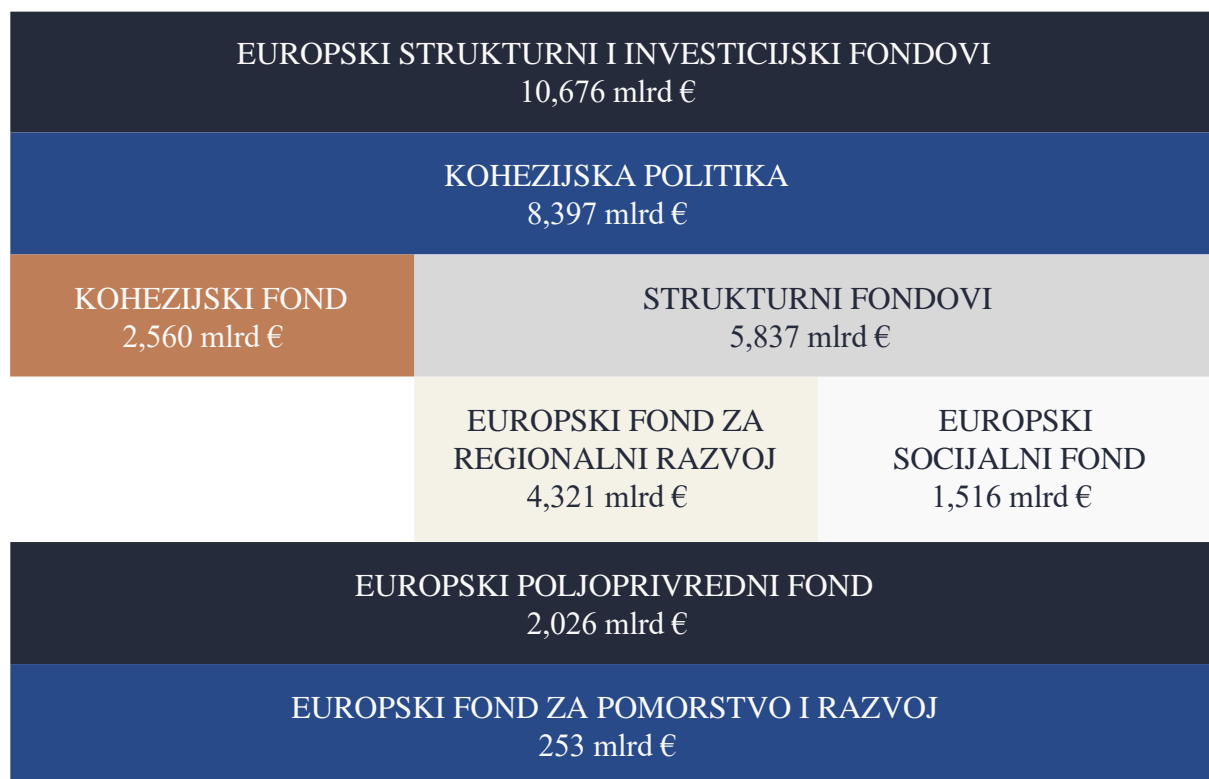 EUROPSKI STRUKTURNI I INVESTICIJSKI FONDOVI
10,676 mlrd €
KOHEZIJSKA POLITIKA
8,397 mlrd €
KOHEZIJSKI FOND
2,560 mlrd €
STRUKTURNI FONDOVI
5,837 mlrd €
EUROPSKI FOND ZA
REGIONALNI RAZVOJ
4,321 mlrd €
EUROPSKI
SOCIJALNI FOND
1,516 mlrd €
EUROPSKI POLJOPRIVREDNI FOND
2,026 mlrd €
EUROPSKI FOND ZA POMORSTVO I RAZVOJ
253 mlrd €